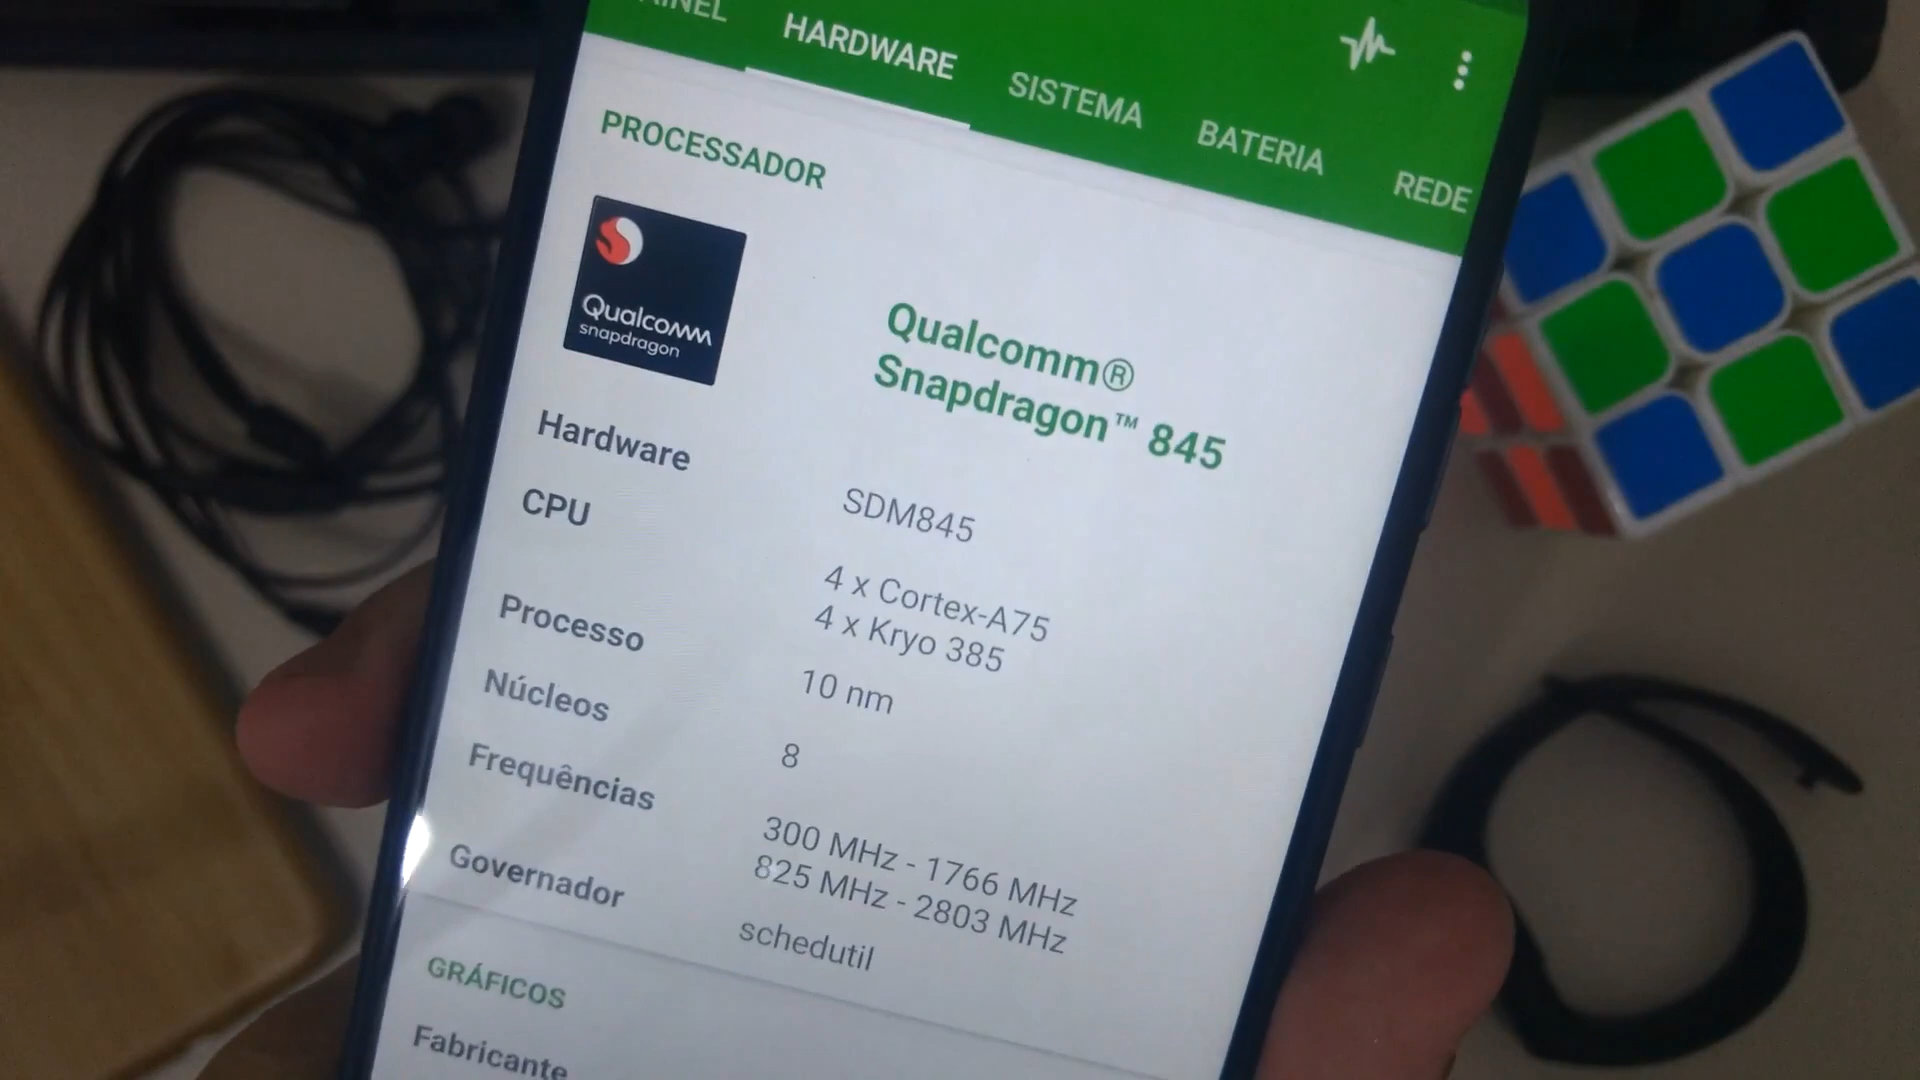 HARDWARE
SISTEMA
BATERIA
REDE
PROCESSADOR
Qualcomm
snapdragon
Qualcomm®
Snapdragon™ 845
Hardware
SDM845
CPU
4 x Cortex-A75
4 x Kryo 385
Processo
10 nm
Núcleos
8
Frequências
300 MHz - 1766 MHz
825 MHz - 2803 MHz
Governador
schedutil
GRÁFICOS
Fabricante